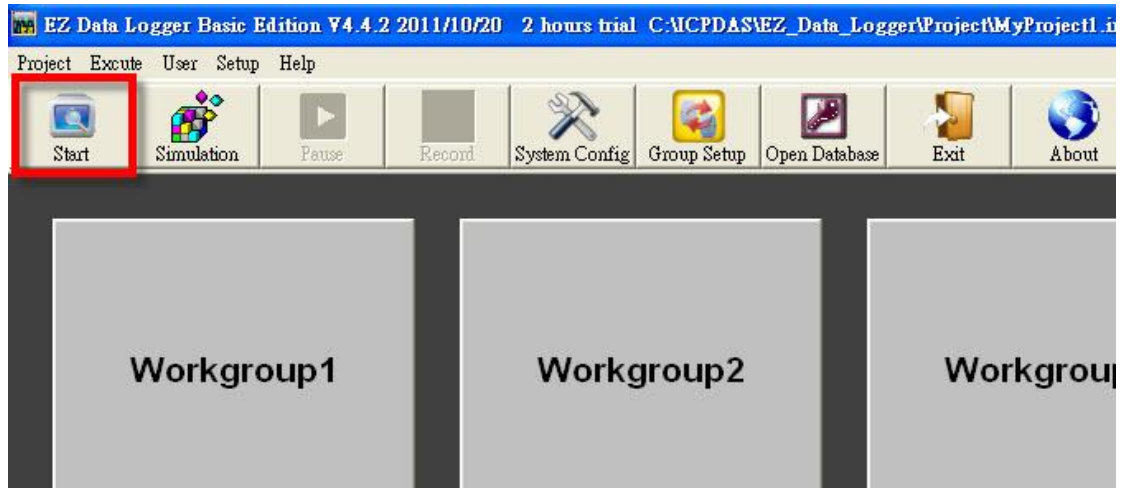 EZ Data Logger Basic Edition V4.4.2 2011/10/20 2 hours trial C:\ICPDAS\EZ_Data_Logger\Project\MyProject1.in
Project Excute User Setup Help
Start Simulation Pause Record System Config Group Setup Open Database Exit About
Workgroup1 Workgroup2 Workgroup